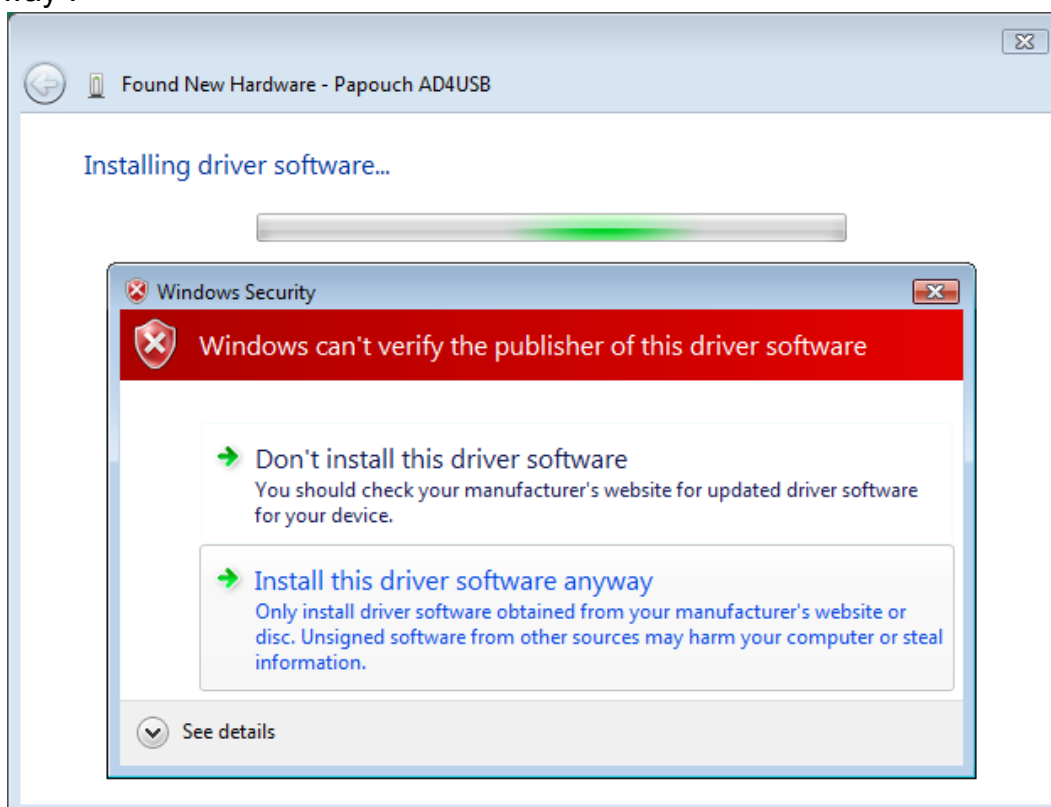 Found New Hardware - Papouch AD4USB
Installing driver software...
Windows Security
Windows can't verify the publisher of this driver software
Don't install this driver software
You should check your manufacturer's website for updated driver software
for your device.
Install this driver software anyway
Only install driver software obtained from your manufacturer's website or
disc. Unsigned software from other sources may harm your computer or steal
information.
See details